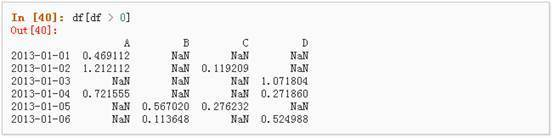 In [40]: df[df > 0]
Out[40]:
A B C D
2013-01-01 0.469112 NaN NaN NaN
2013-01-02 1.212112 NaN 0.119209 NaN
2013-01-03 NaN NaN NaN 1.071804
2013-01-04 0.721555 NaN NaN 0.271860
2013-01-05 NaN 0.567020 0.276232 NaN
2013-01-06 NaN 0.113648 NaN 0.524988